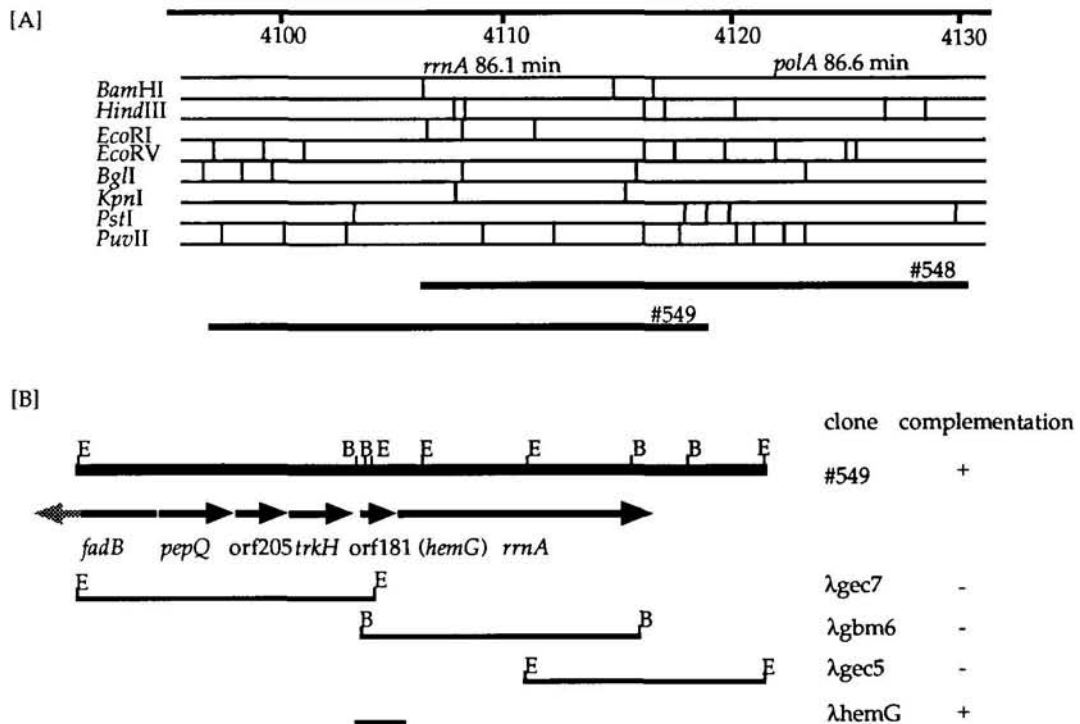 [A]
4100 4110 4120 4130
rrnA 86.1 min polA 86.6 min
BamHI
HindIII
EcoRI
EcoRV
BglI
KpnI
PstI
PuvII
#548
#549
[B]
clone complementation
E B B E E E B B E
#549 +
fadB pepQ orf205 trkH orf181 (hemG) rrnA
E E
λgec7 -
B B
λgbm6 -
E E
λgec5 -
λhemG +